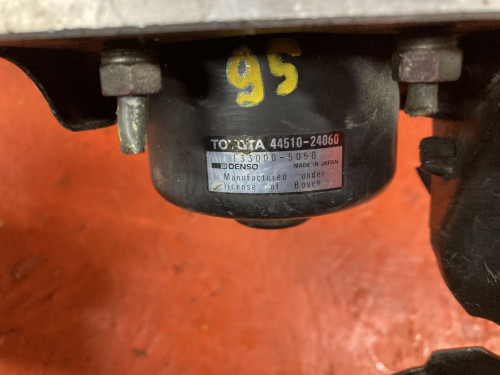 95
TOYOTA 44510-24060
133000-5050
DENSO MADE IN JAPAN
Manufactured under
license of Bosch